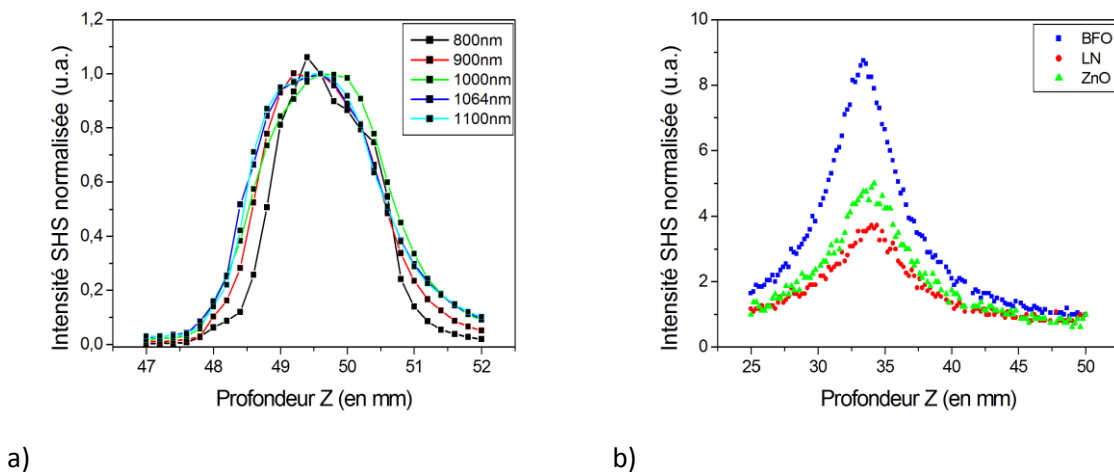 1,2
1,0
0,8
0,6
0,4
0,2
0,0
Intensité SHS normalisée (u.a.)
800nm
900nm
1000nm
1064nm
1100nm
47 48 49 50 51 52
Profondeur Z (en mm)
a)
10
8
6
4
2
0
Intensité SHS normalisée (u.a.)
BFO
LN
ZnO
25 30 35 40 45 50
Profondeur Z (en mm)
b)